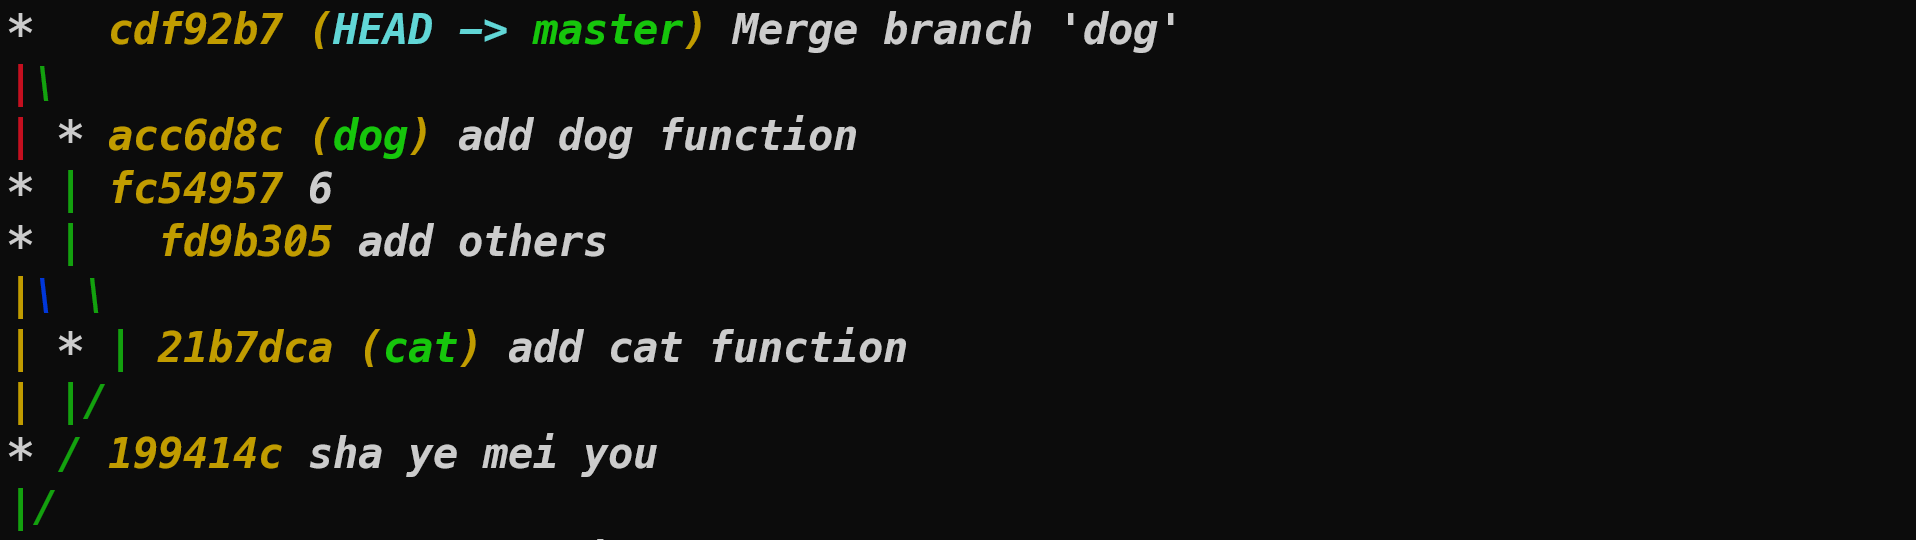 *   cdf92b7 (HEAD -> master) Merge branch 'dog'
|\
| * acc6d8c (dog) add dog function
* | fc54957 6
* |   fd9b305 add others
|\ \
| * | 21b7dca (cat) add cat function
| |/
* / 199414c sha ye mei you
|/